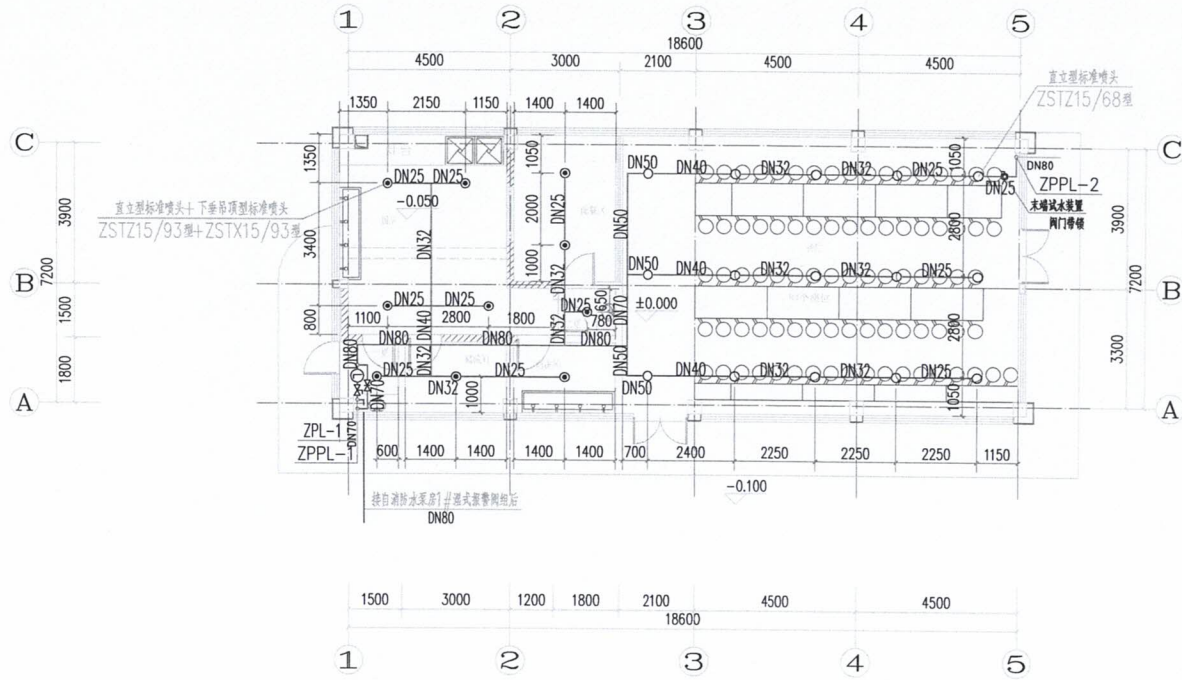 1 2 3 4 5
18600
4500 3000 2100 4500 4500
直立型标准喷头
ZSTZ15/68型
1350 2150 1150 1400 1400
C
C
1350
1050
1050
DN50 DN40 DN32 DN32 DN25
DN80
DN25 DN25
DN25
ZPPL-2
-0.050
末端试水装置
阀门带锁
直立型标准喷头+下垂吊顶型标准喷头
ZSTZ15/93型+ZSTX15/93型
3900
3400
2000
DN25
DN50
2800
3900
DN32
7200
1000
DN32
DN50 DN40 DN32 DN32 DN25
B
B
7200
DN25 DN25
DN25
650
DN70
±0.000
1500
800
1100 2800 1800
780
DN40
DN32
DN80 DN80 DN80
2800
3300
DN80
DN32
DN50
1800
DN25 DN25
DN32
DN50 DN40 DN32 DN32 DN25
DN70
1000
1050
A
A
ZPL-1
ZPPL-1
DN70
600 1400 1400 1400 1400 700 2400 2250 2250 2250 1150
-0.100
接自消防水泵房1#湿式报警阀组后
DN80
1500 3000 1200 1800 2100 4500 4500
18600
1 2 3 4 5